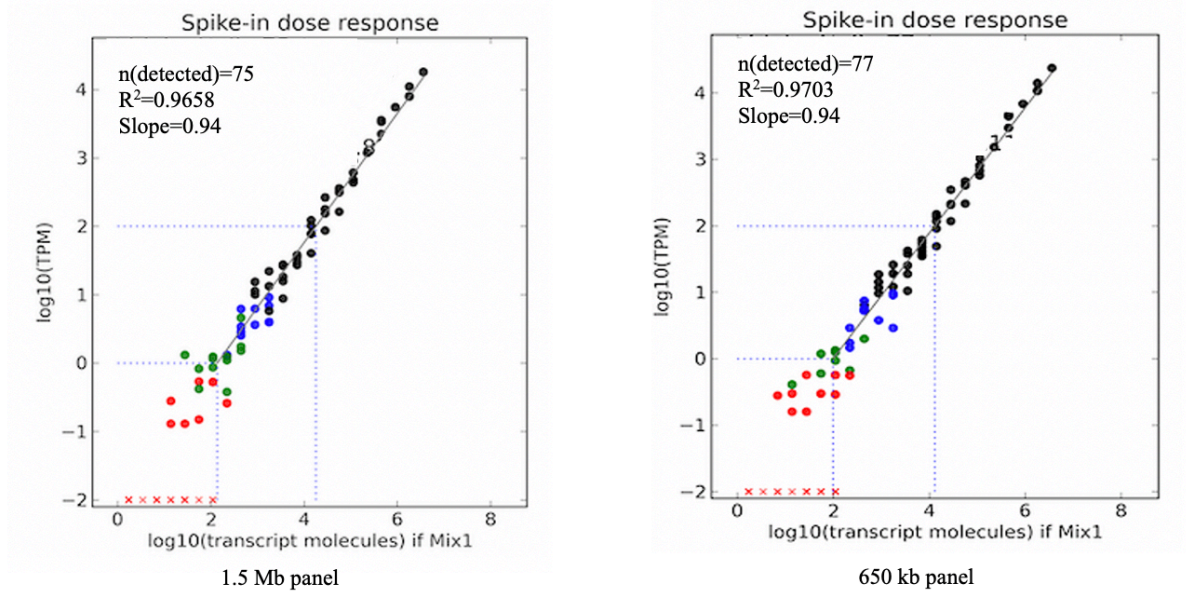 Spike-in dose response
n(detected)=75
R²=0.9658
Slope=0.94
4
3
2
1
0
−1
−2
log10(TPM)
0 2 4 6 8
log10(transcript molecules) if Mix1
1.5 Mb panel
Spike-in dose response
n(detected)=77
R²=0.9703
Slope=0.94
4
3
2
1
0
−1
−2
log10(TPM)
0 2 4 6 8
log10(transcript molecules) if Mix1
650 kb panel